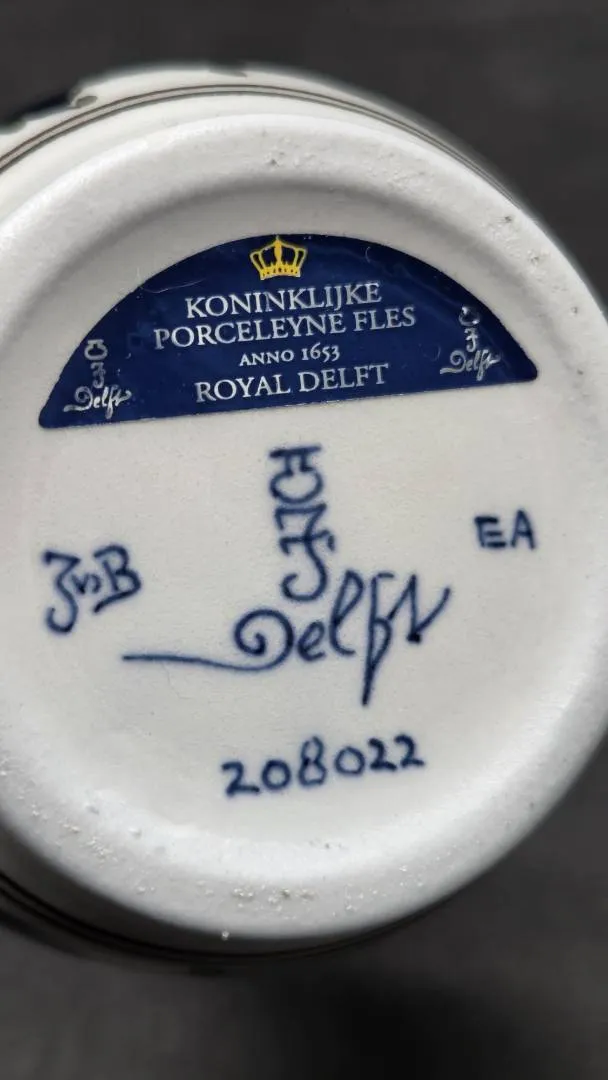 KONINKLIJKE
PORCELEYNE FLES
ANNO 1653
ROYAL DELFT
Delft
Delft
JvB
EA
Delft
208022